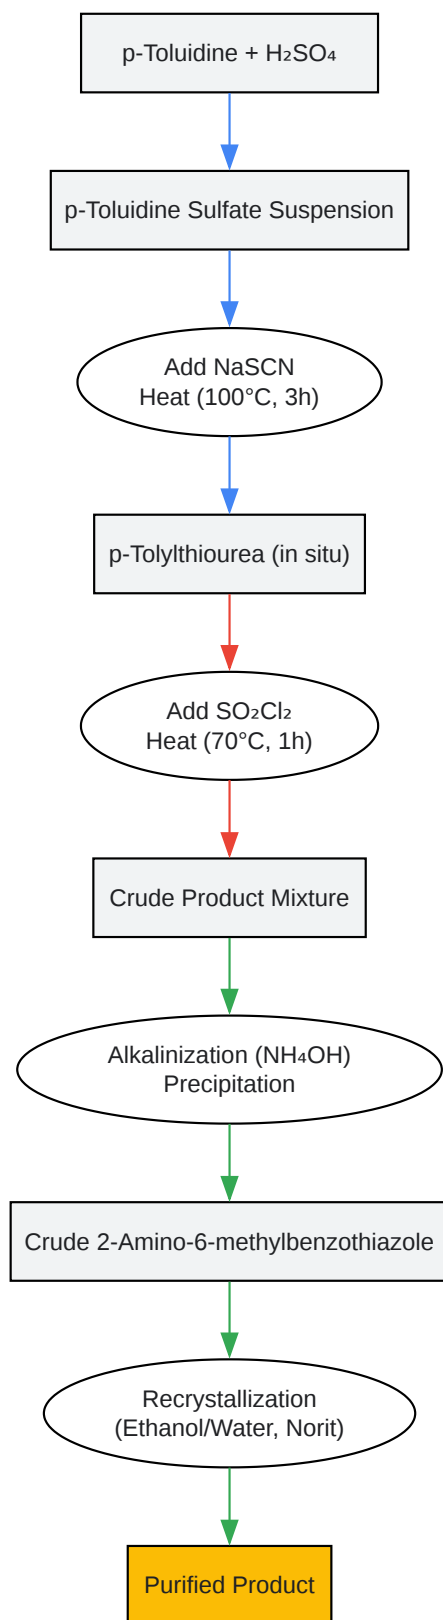 p-Toluidine + H₂SO₄
p-Toluidine Sulfate Suspension
Add NaSCN
Heat (100°C, 3h)
p-Tolylthiourea (in situ)
Add SO₂Cl₂
Heat (70°C, 1h)
Crude Product Mixture
Alkalinization (NH₄OH)
Precipitation
Crude 2-Amino-6-methylbenzothiazole
Recrystallization
(Ethanol/Water, Norit)
Purified Product